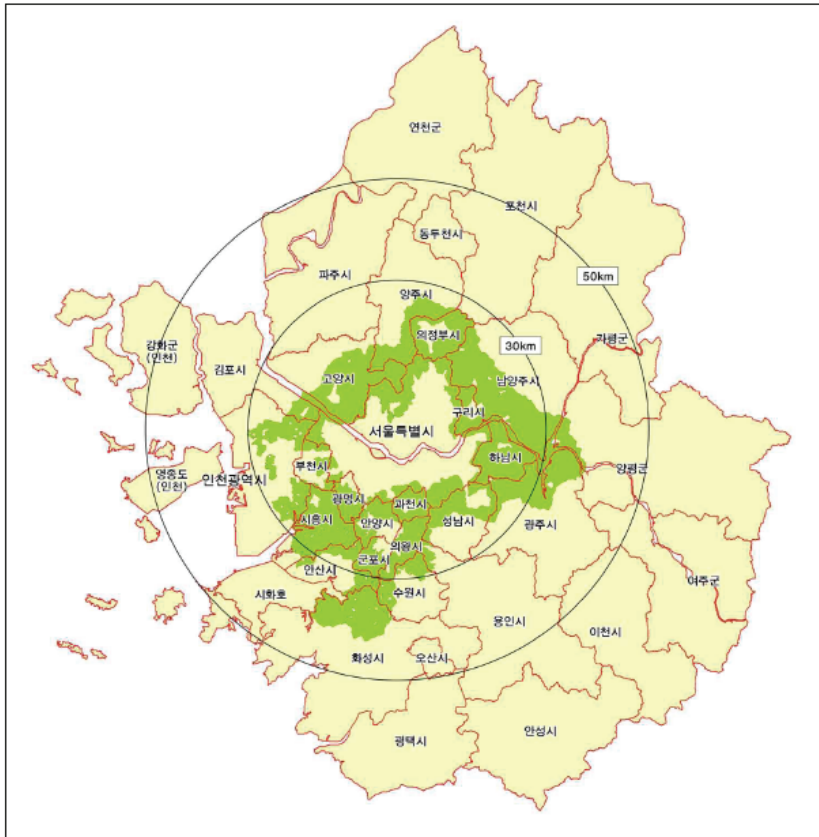 연천군
포천시
동두천시
파주시
50km
양주시
강화군
(인천)
의정부시
가평군
30km
김포시
고양시
남양주시
구리시
서울특별시
하남시
부천시
양평군
영종도
(인천)
인천광역시
광명시
과천시
시흥시
안양시
성남시
광주시
의왕시
군포시
안산시
여주군
시화호
수원시
용인시
이천시
화성시
오산시
안성시
광택시